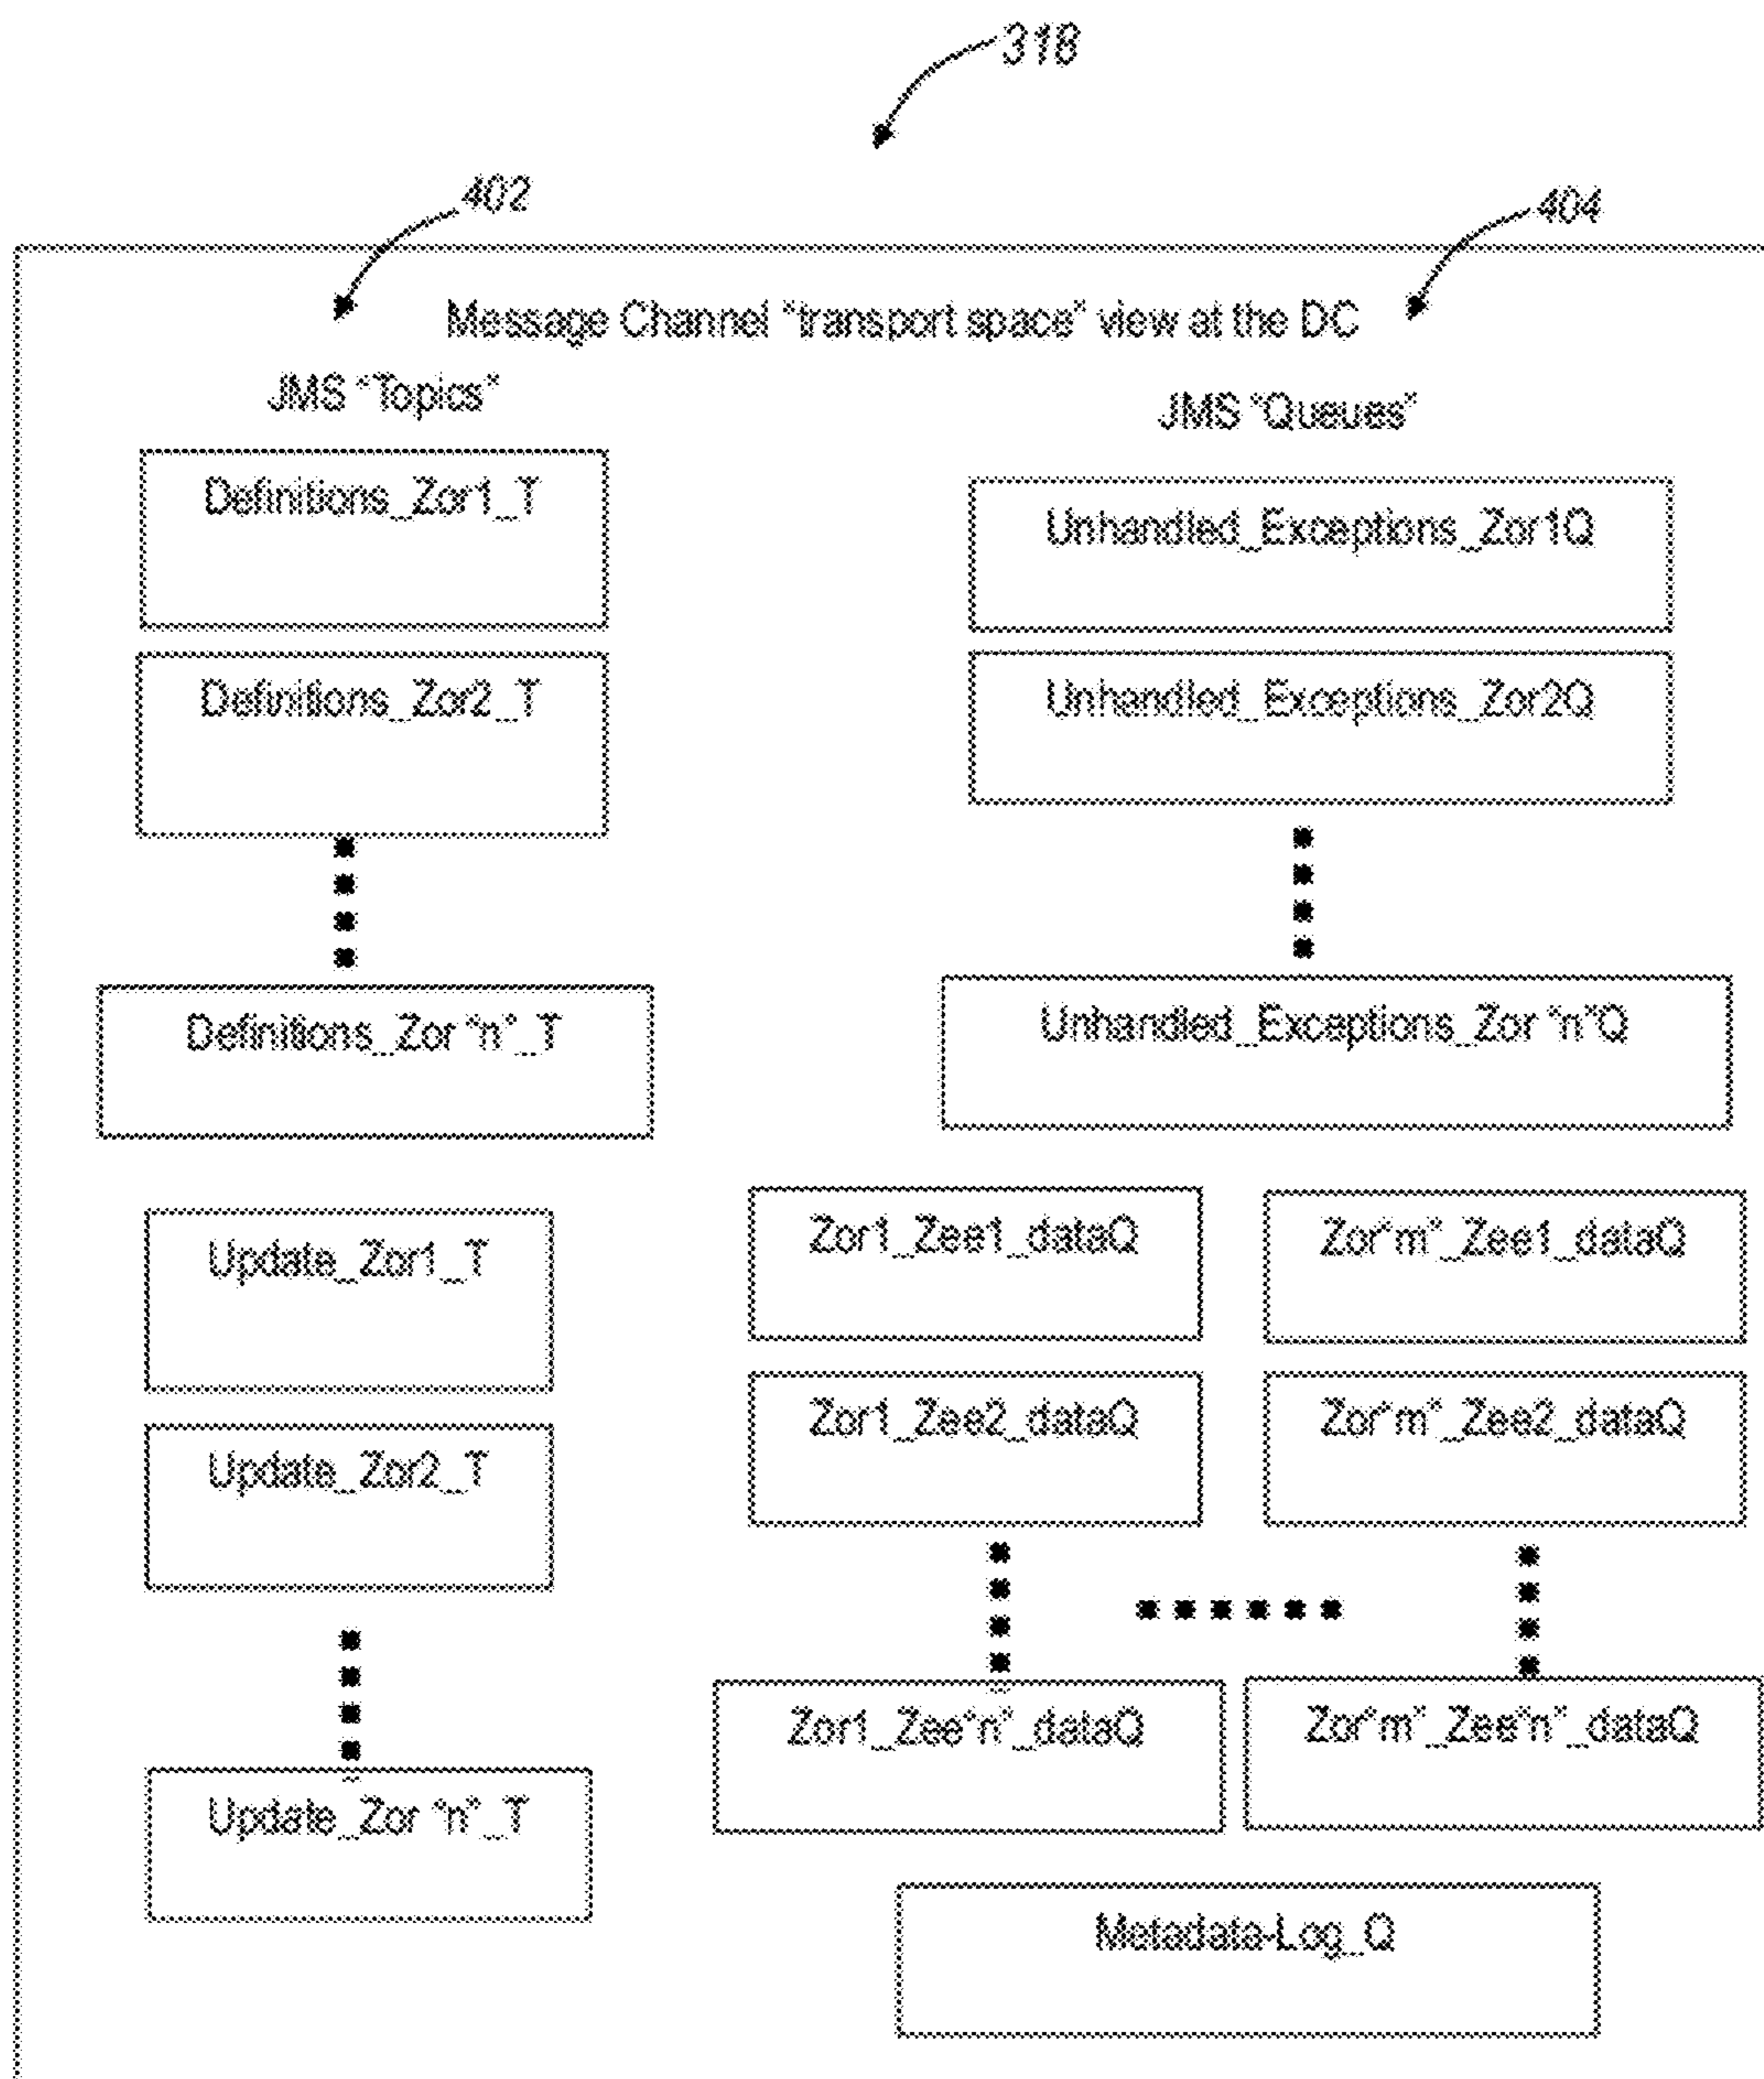 318
402
404
Message Channel "transport space" view at the DC
JMS "Topics"
Definitions_Zor1_T
Definitions_Zor2_T
Definitions_Zor "n"_T
Update_Zor1_T
Update_Zor2_T
Update_Zor "n"_T
JMS "Queues"
Unhandled_Exceptions_Zor1Q
Unhandled_Exceptions_Zor2Q
Unhandled_Exceptions_Zor "n"Q
Zor1_Zee1_dataQ
Zor"m"_Zee1_dataQ
Zor1_Zee2_dataQ
Zor"m"_Zee2_dataQ
Zor1_Zee"n"_dataQ
Zor"m"_Zee"n"_dataQ
Metadate-Log_Q